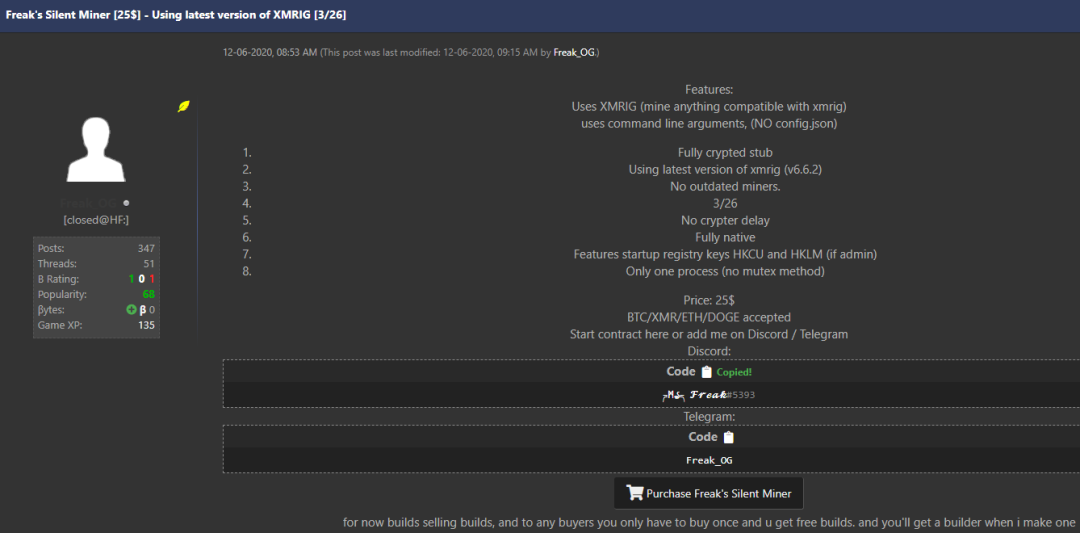 Freak's Silent Miner [25$] - Using latest version of XMRIG [3/26]
12-06-2020, 08:53 AM (This post was last modified: 12-06-2020, 09:15 AM by Freak_OG.)
Freak_OG
[closed@HF:]
Posts: 347
Threads: 51
B Rating: 1 0 1
Popularity: 68
βytes: β 0
Game XP: 135
Features:
Uses XMRIG (mine anything compatible with xmrig)
uses command line arguments, (NO config.json)
1. Fully crypted stub
2. Using latest version of xmrig (v6.6.2)
3. No outdated miners.
4. 3/26
5. No crypter delay
6. Fully native
7. Features startup registry keys HKCU and HKLM (if admin)
8. Only one process (no mutex method)
Price: 25$
BTC/XMR/ETH/DOGE accepted
Start contract here or add me on Discord / Telegram
Discord:
Code Copied!
𝓕𝓻𝓮𝓪𝓴#5393
Telegram:
Code
Freak_OG
Purchase Freak's Silent Miner
for now builds selling builds, and to any buyers you only have to buy once and u get free builds. and you'll get a builder when i make one